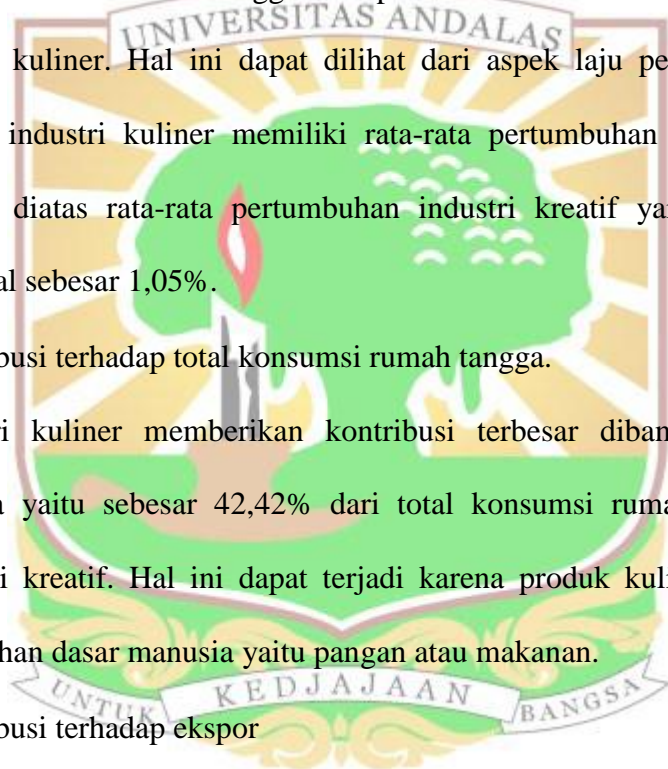 UNIVERSITAS ANDALAS
kuliner. Hal ini dapat dilihat dari aspek laju pe
industri kuliner memiliki rata-rata pertumbuhan
diatas rata-rata pertumbuhan industri kreatif ya
al sebesar 1,05%.
busi terhadap total konsumsi rumah tangga.
ri kuliner memberikan kontribusi terbesar diban
a yaitu sebesar 42,42% dari total konsumsi ruma
i kreatif. Hal ini dapat terjadi karena produk kuli
han dasar manusia yaitu pangan atau makanan.
UNTUK KEDJAJAAN BANGSA
busi terhadap ekspor